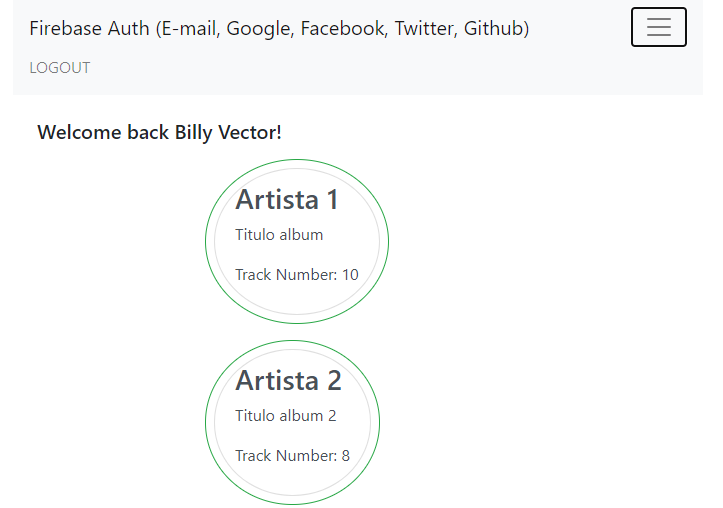 Firebase Auth (E-mail, Google, Facebook, Twitter, Github)
LOGOUT
Welcome back Billy Vector!
Artista 1
Titulo album
Track Number: 10
Artista 2
Titulo album 2
Track Number: 8